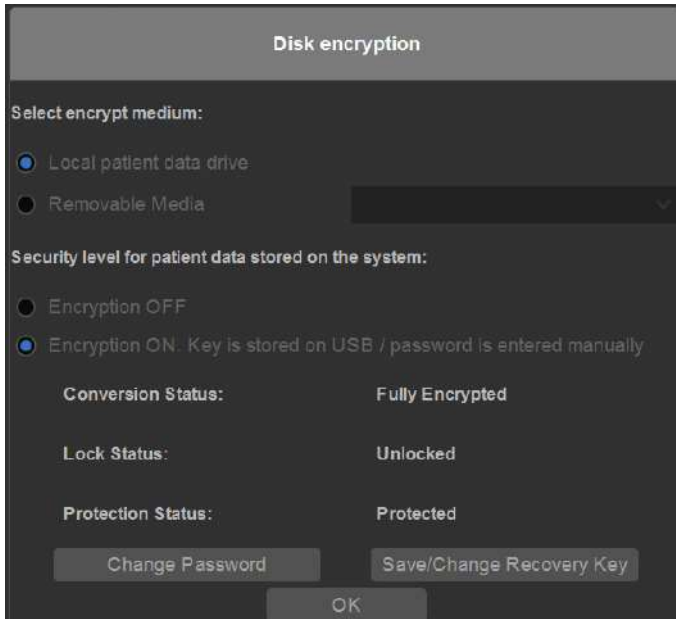 Disk encryption
Select encrypt medium:
Local patient data drive
Removable Media
Security level for patient data stored on the system:
Encryption OFF
Encryption ON. Key is stored on USB / password is entered manually
Conversion Status: Fully Encrypted
Lock Status: Unlocked
Protection Status: Protected
Change Password Save/Change Recovery Key
OK